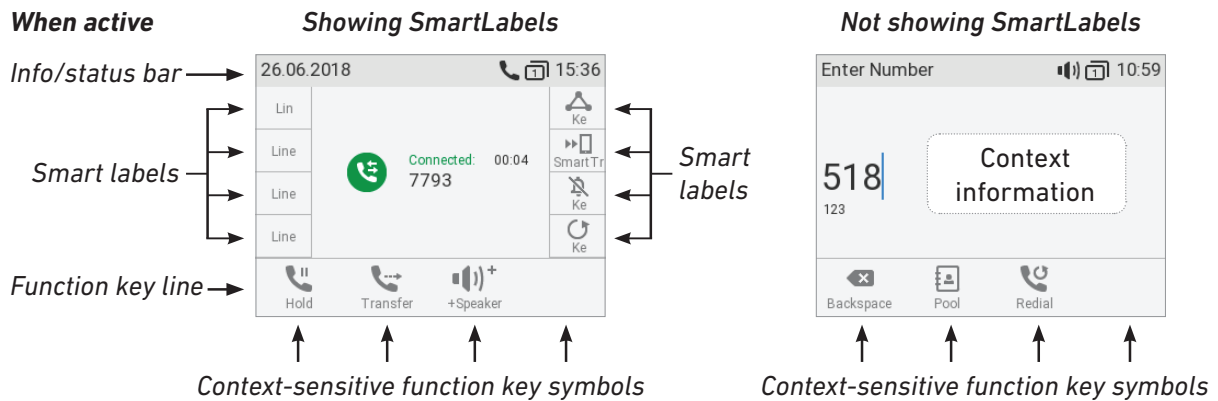 When active
Showing SmartLabels
Not showing SmartLabels
Info/status bar
26.06.2018
1
15:36
Enter Number
1
10:59
Smart labels
Lin
Line
Line
Line
Connected: 00:04
7793
Ke
SmartTr
Ke
Ke
Smart
labels
518
123
Context
information
Function key line
Hold
Transfer
+Speaker
Backspace
Pool
Redial
Context-sensitive function key symbols
Context-sensitive function key symbols